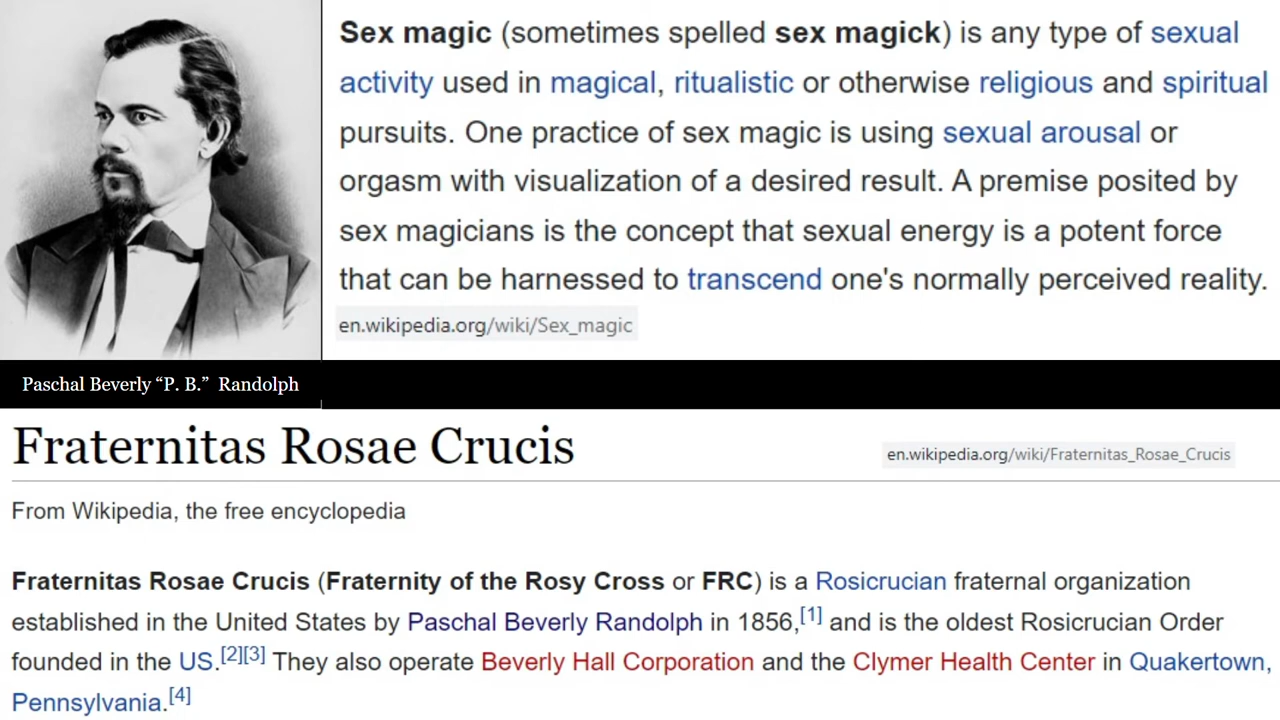 Sex magic (sometimes spelled sex magick) is any type of sexual
activity used in magical, ritualistic or otherwise religious and spiritual
pursuits. One practice of sex magic is using sexual arousal or
orgasm with visualization of a desired result. A premise posited by
sex magicians is the concept that sexual energy is a potent force
that can be harnessed to transcend one's normally perceived reality.
en.wikipedia.org/wiki/Sex_magic
Paschal Beverly “P. B.” Randolph
Fraternitas Rosae Crucis
en.wikipedia.org/wiki/Fraternitas_Rosae_Crucis
From Wikipedia, the free encyclopedia
Fraternitas Rosae Crucis (Fraternity of the Rosy Cross or FRC) is a Rosicrucian fraternal organization
established in the United States by Paschal Beverly Randolph in 1856,[1] and is the oldest Rosicrucian Order
founded in the US.[2][3] They also operate Beverly Hall Corporation and the Clymer Health Center in Quakertown,
Pennsylvania.[4]